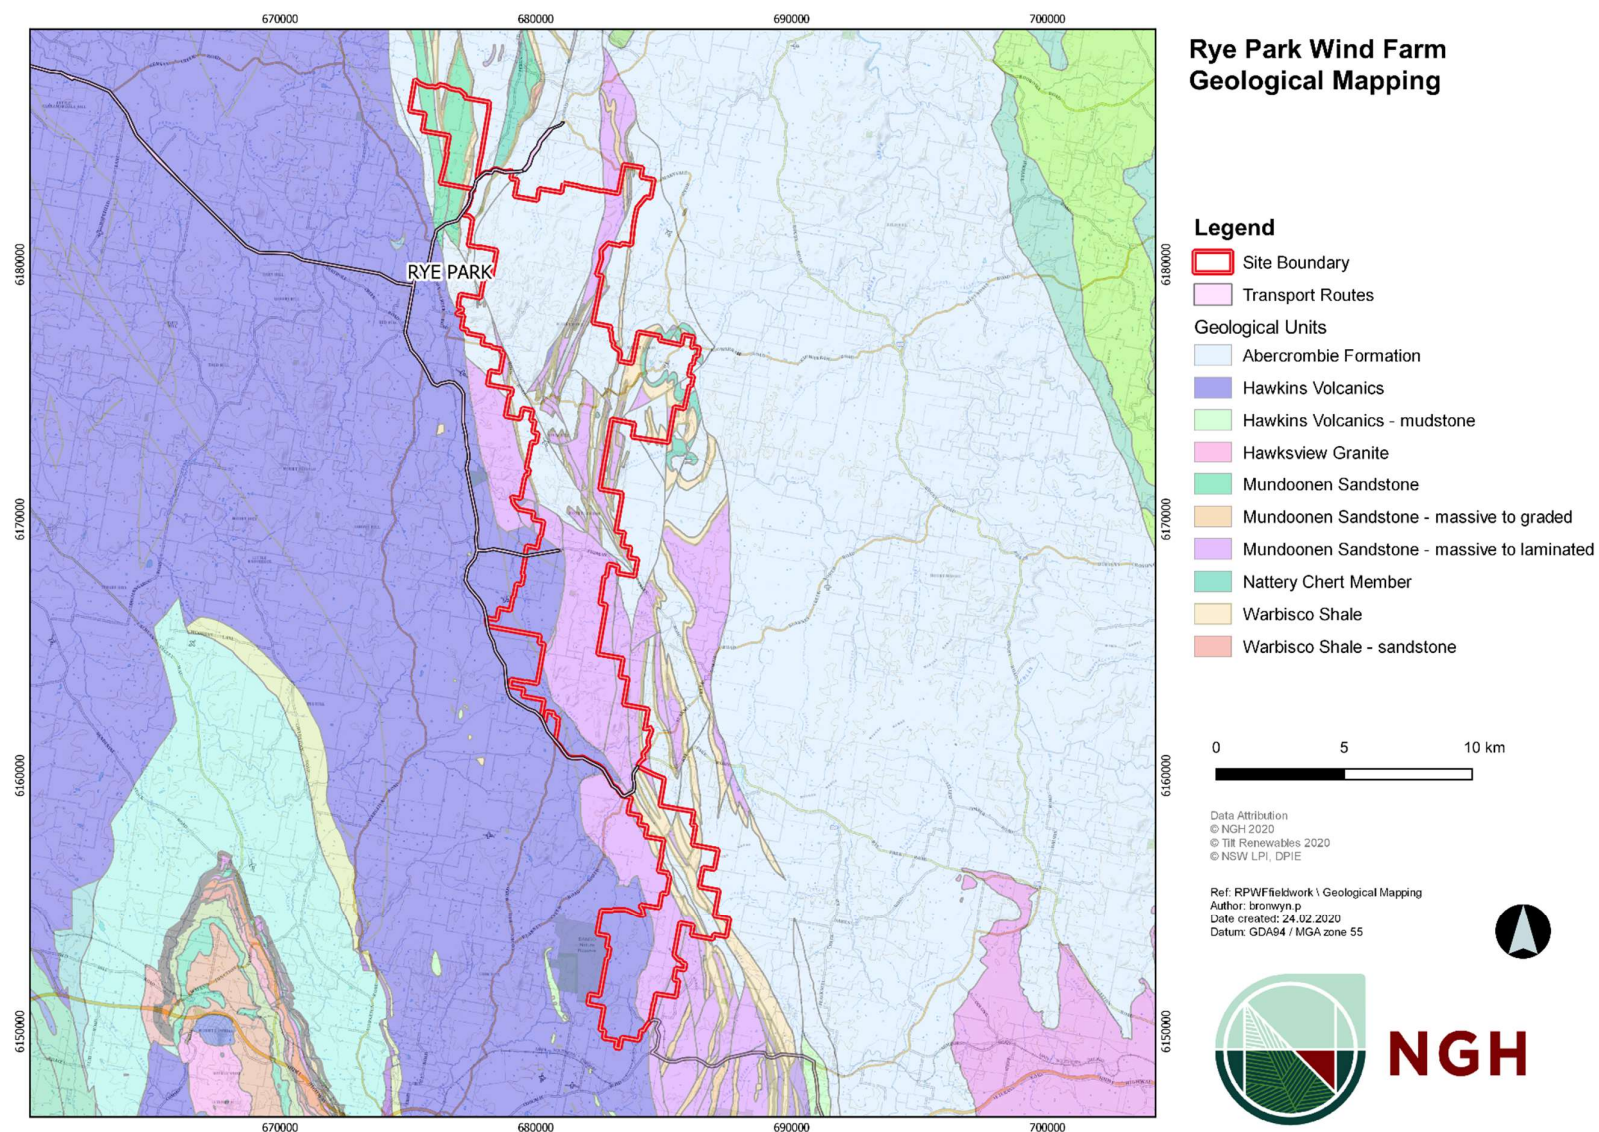 670000
680000
690000
700000
Rye Park Wind Farm
Geological Mapping
6180000
6180000
RYE PARK
Legend
Site Boundary
Transport Routes
Geological Units
Abercrombie Formation
Hawkins Volcanics
Hawkins Volcanics - mudstone
Hawksview Granite
Mundoonen Sandstone
Mundoonen Sandstone - massive to graded
Mundoonen Sandstone - massive to laminated
Nattery Chert Member
Warbisco Shale
Warbisco Shale - sandstone
6170000
6170000
0 5 10 km
6160000
6160000
Data Attribution
© NGH 2020
© Tilt Renewables 2020
© NSW LPI, DPIE
Ref: RPWFfieldwork \ Geological Mapping
Author: bronwyn.p
Date created: 24.02.2020
Datum: GDA94 / MGA zone 55
6150000
6150000
NGH
670000
680000
690000
700000